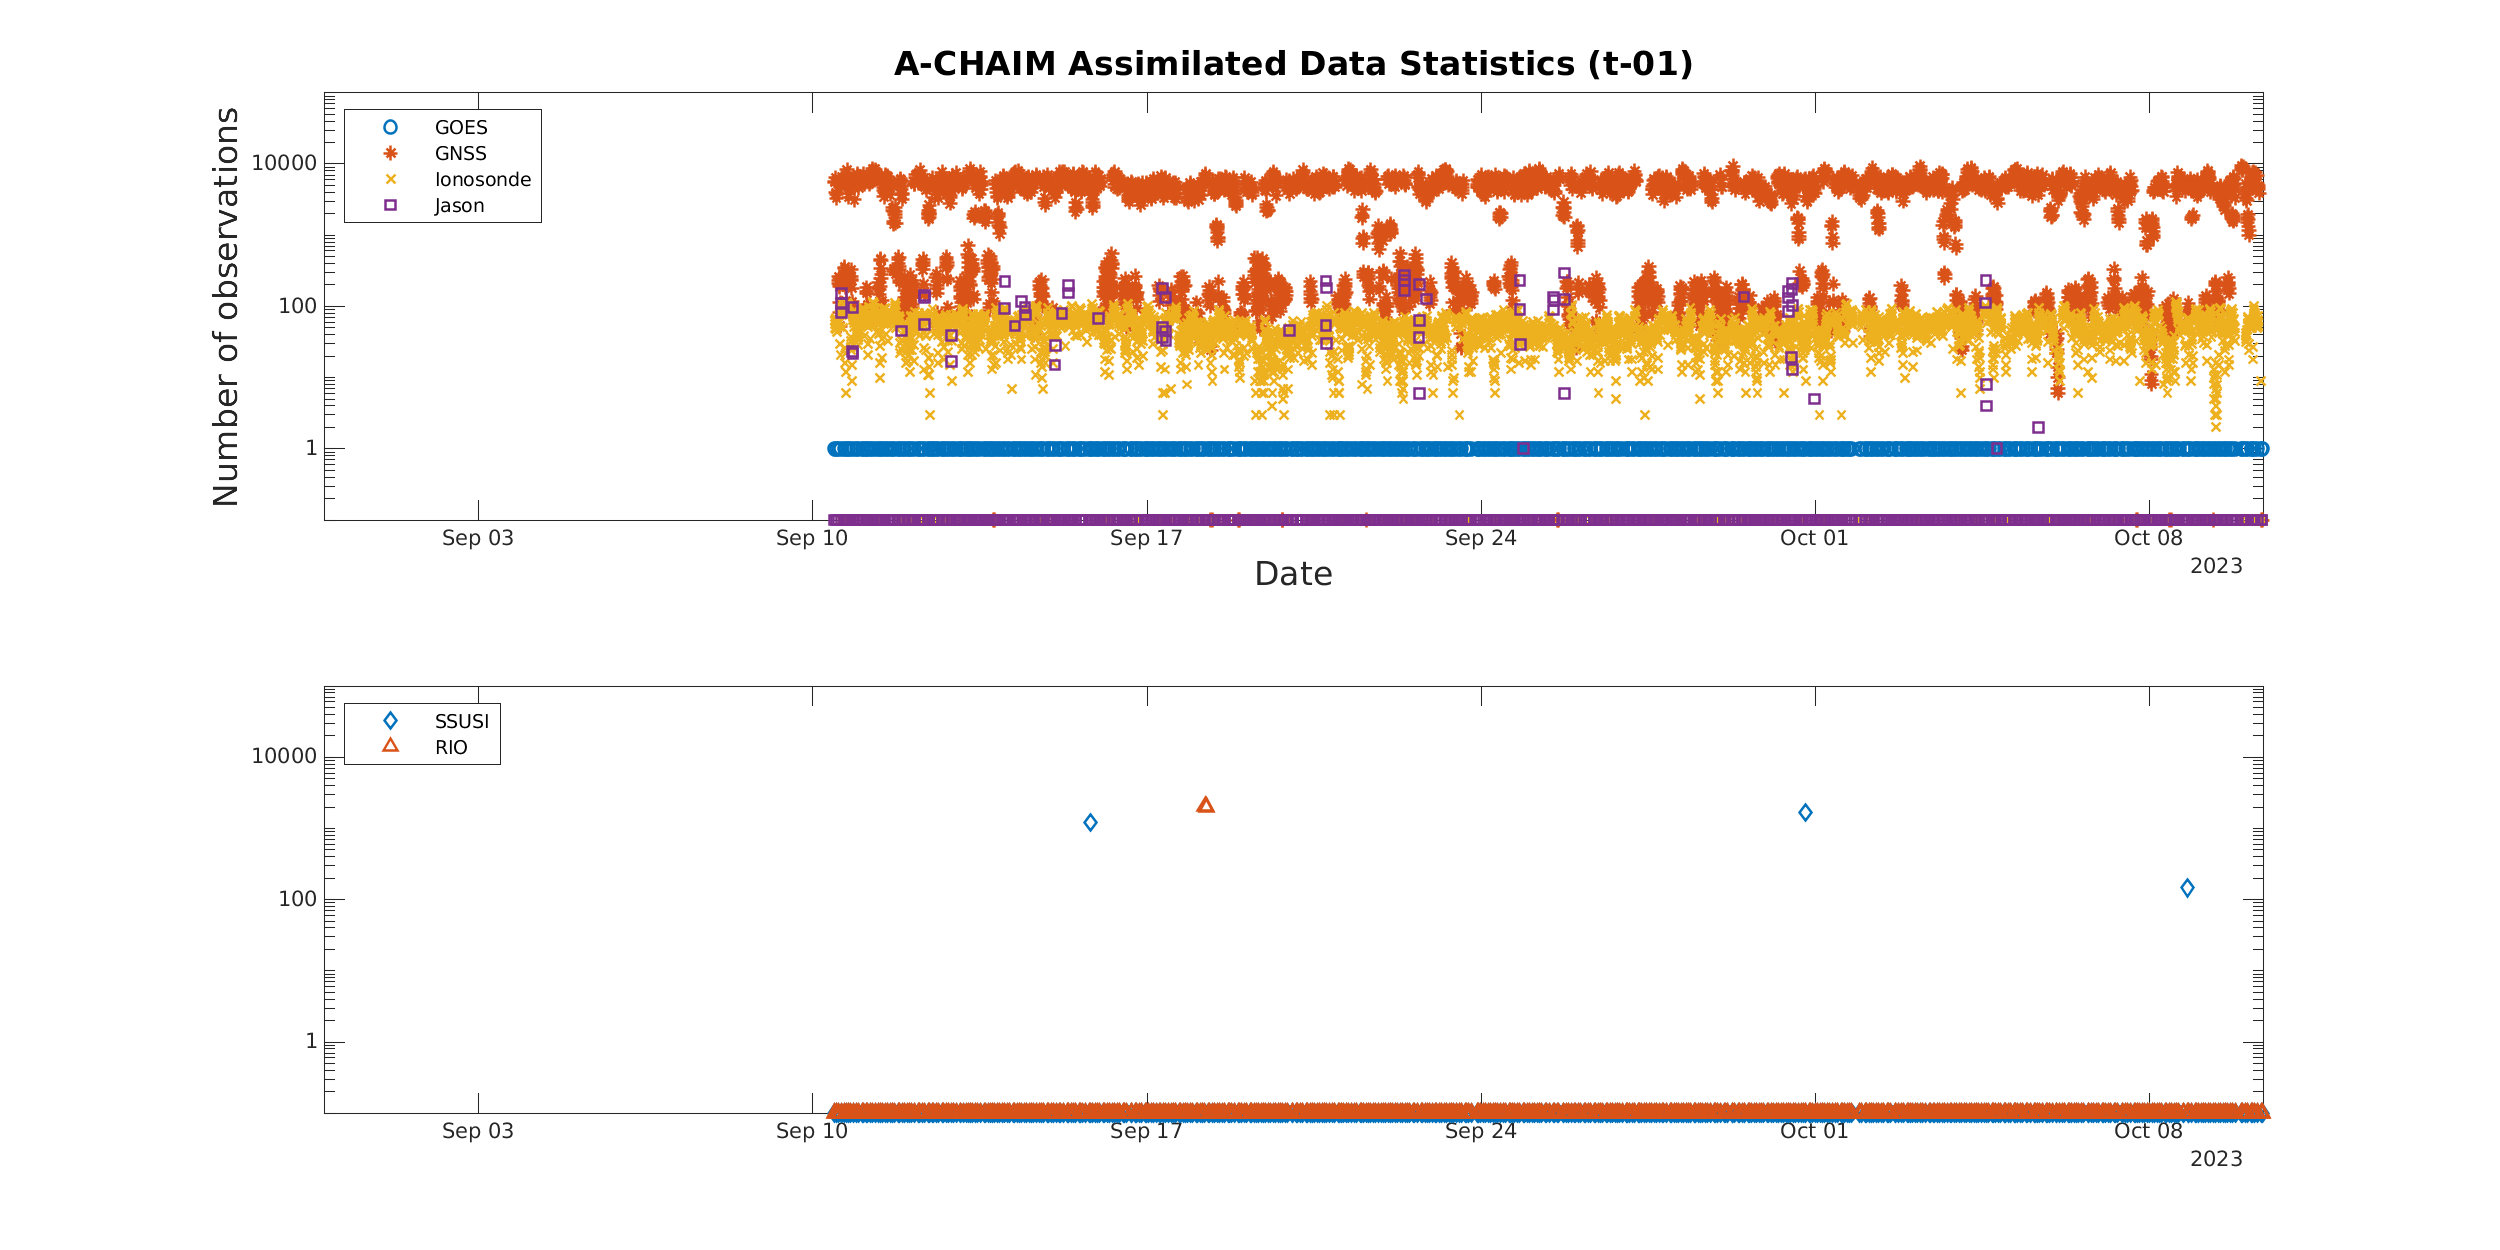 A-CHAIM Assimilated Data Statistics (t-01)
Number of observations
10000
100
1
GOES
GNSS
Ionosonde
Jason
Sep 03
Sep 10
Sep 17
Sep 24
Oct 01
Oct 08
2023
Date
10000
100
1
SSUSI
RIO
Sep 03
Sep 10
Sep 17
Sep 24
Oct 01
Oct 08
2023